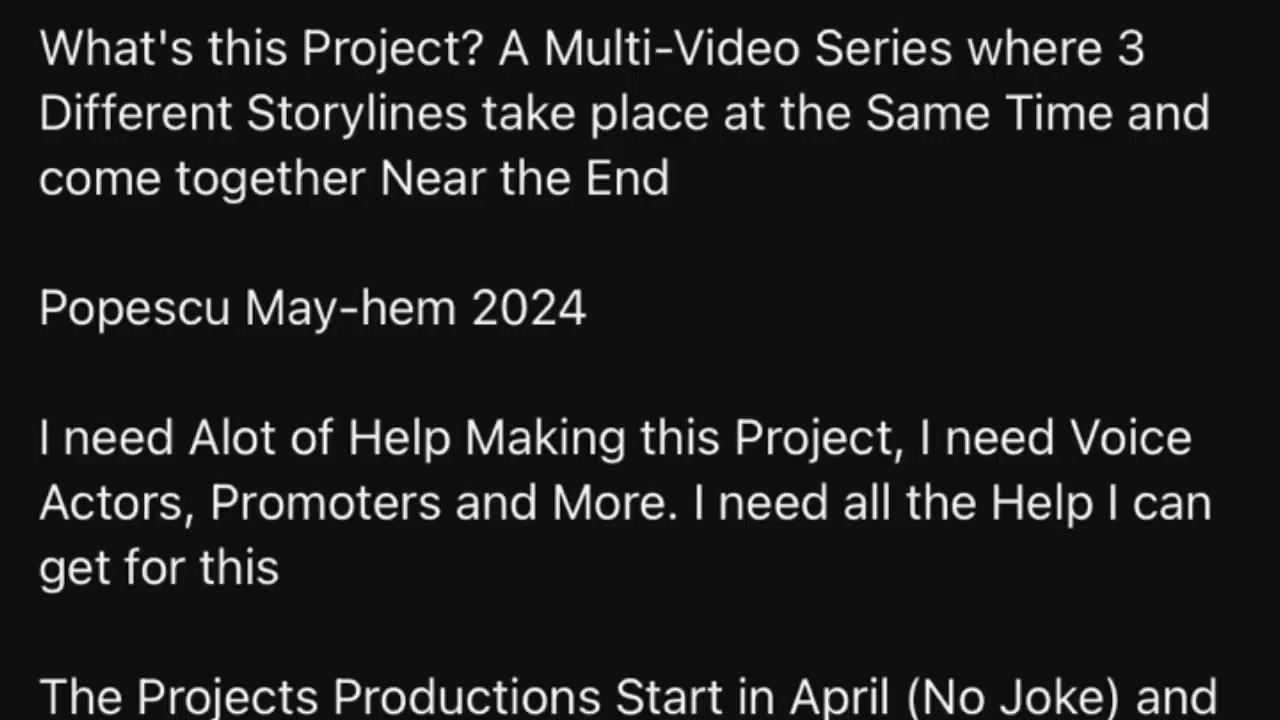 What's this Project? A Multi-Video Series where 3
Different Storylines take place at the Same Time and
come together Near the End
Popescu May-hem 2024
I need Alot of Help Making this Project, I need Voice
Actors, Promoters and More. I need all the Help I can
get for this
The Projects Productions Start in April (No Joke) and